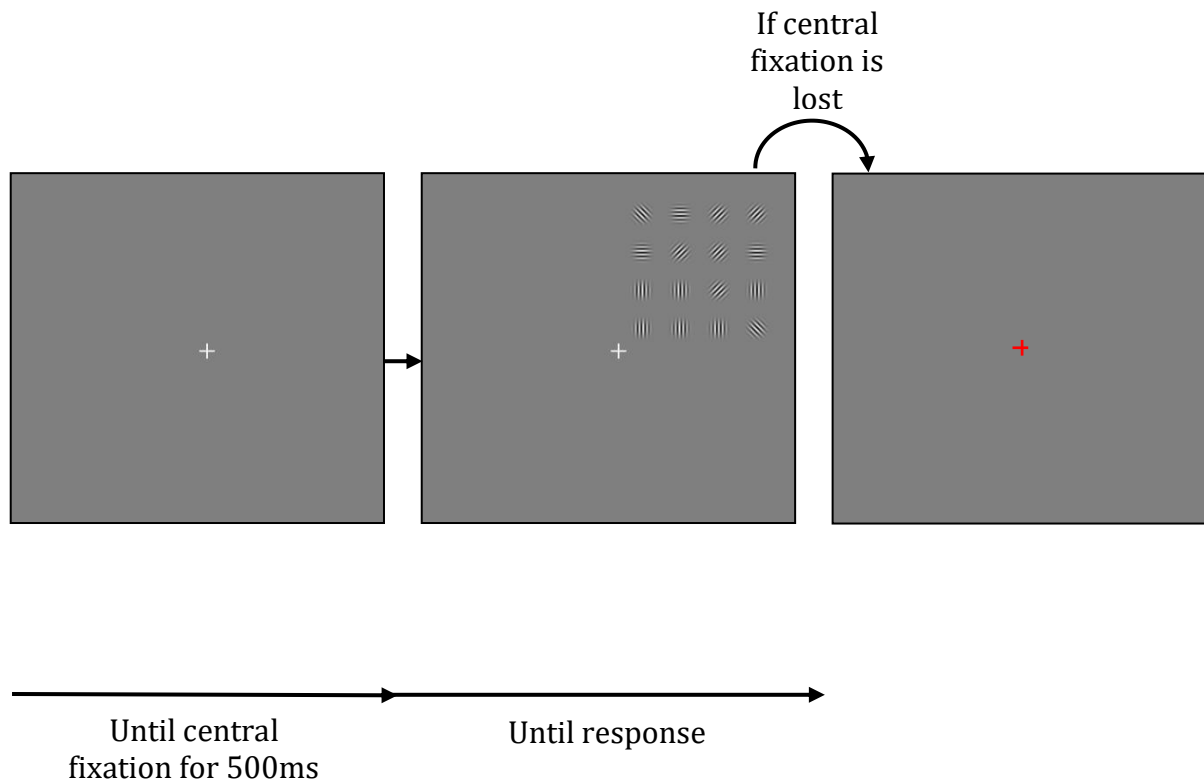 If central
fixation is
lost
Until central
fixation for 500ms
Until response